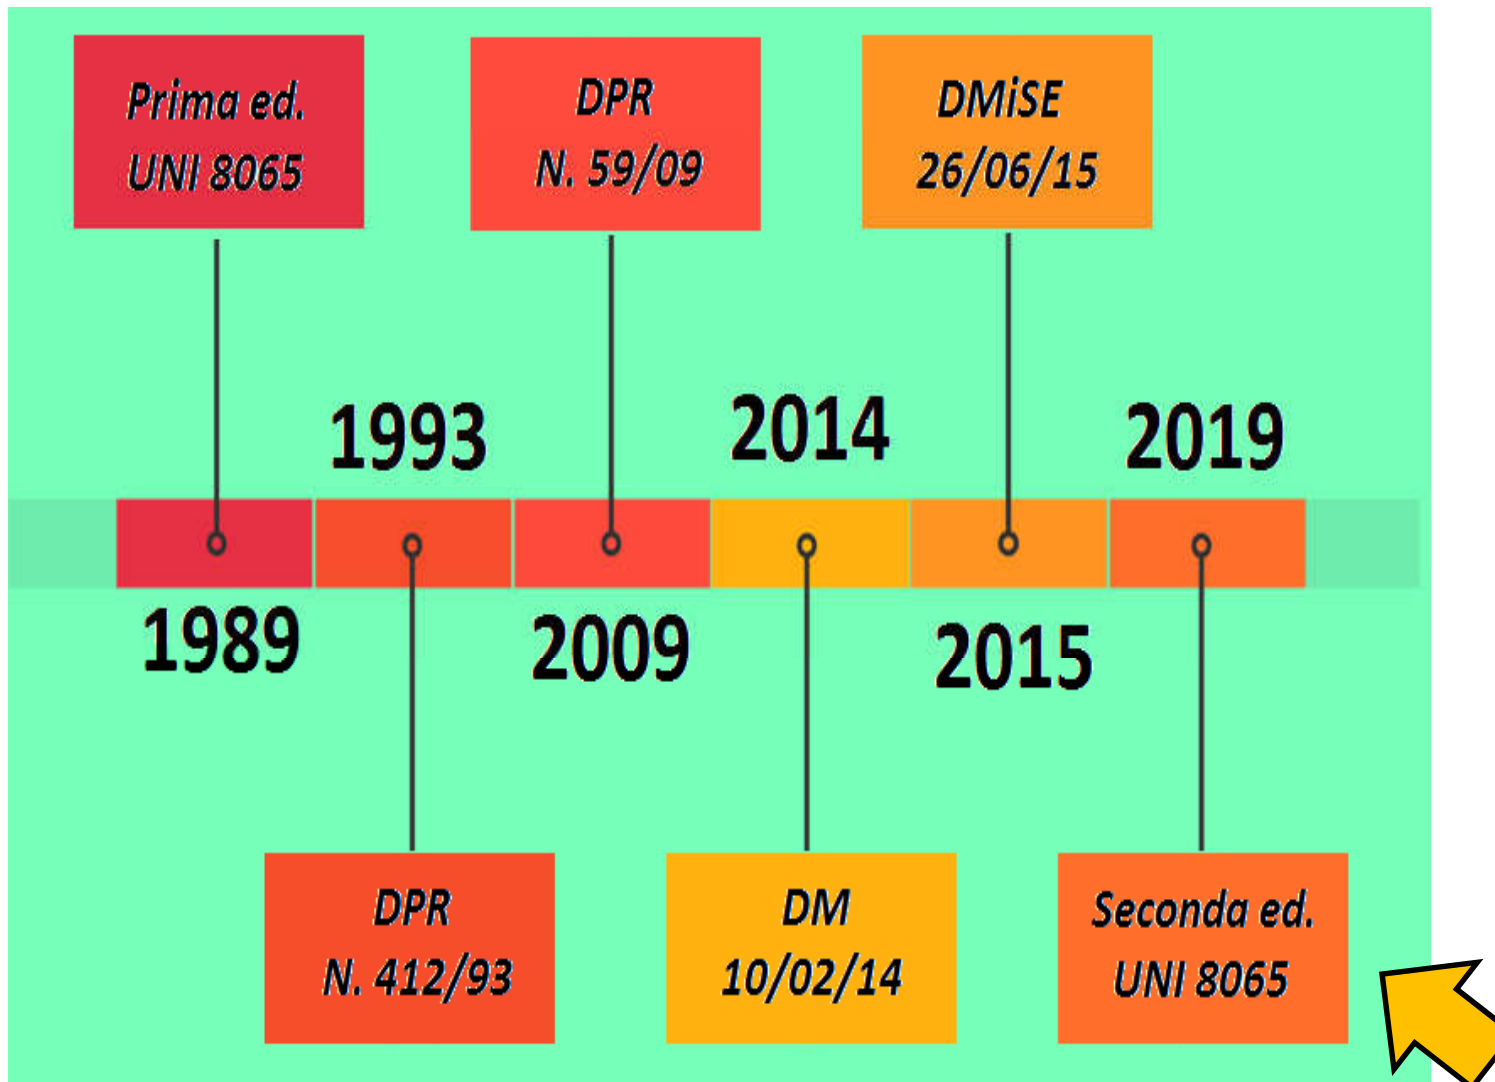 Prima ed.
UNI 8065
DPR
N. 59/09
DMiSE
26/06/15
1993
2014
2019
1989
2009
2015
DPR
N. 412/93
DM
10/02/14
Seconda ed.
UNI 8065